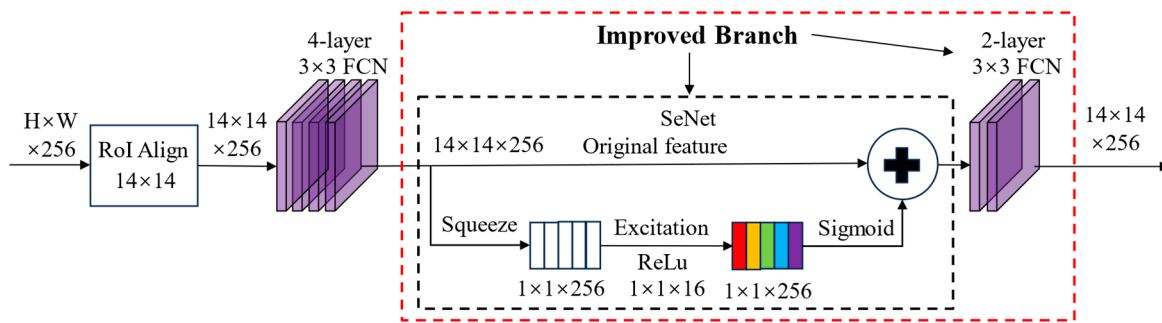 H×W
×256
RoI Align
14×14
14×14
×256
4-layer
3×3 FCN
Improved Branch
SeNet
14×14×256
Original feature
Squeeze
1×1×256
Excitation
ReLu
1×1×16
1×1×256
Sigmoid
2-layer
3×3 FCN
14×14
×256